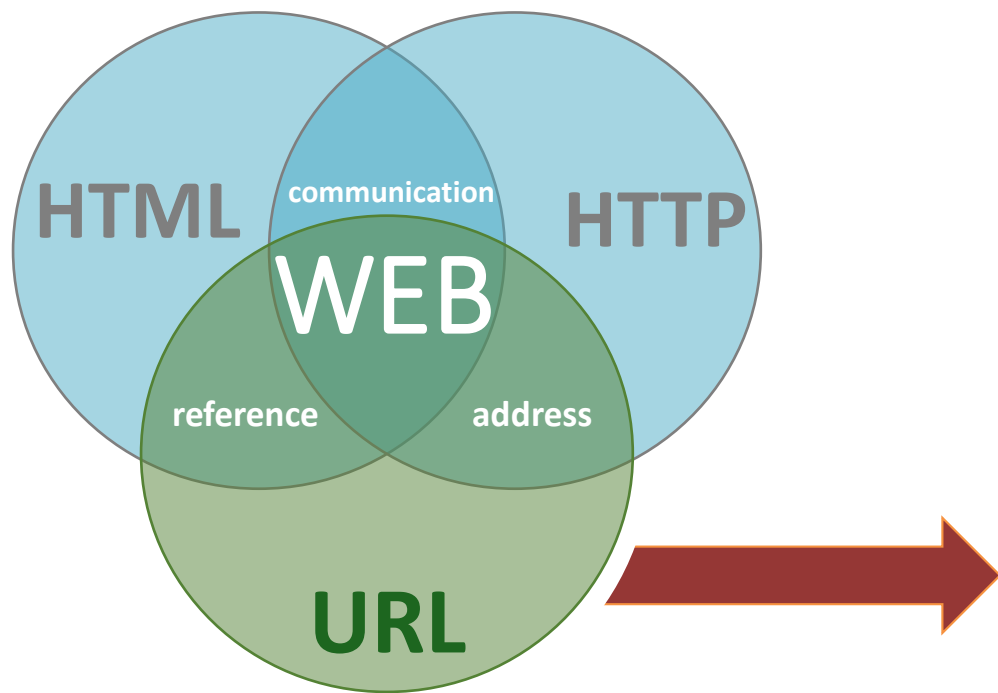 communication
HTML
HTTP
WEB
reference
address
URL